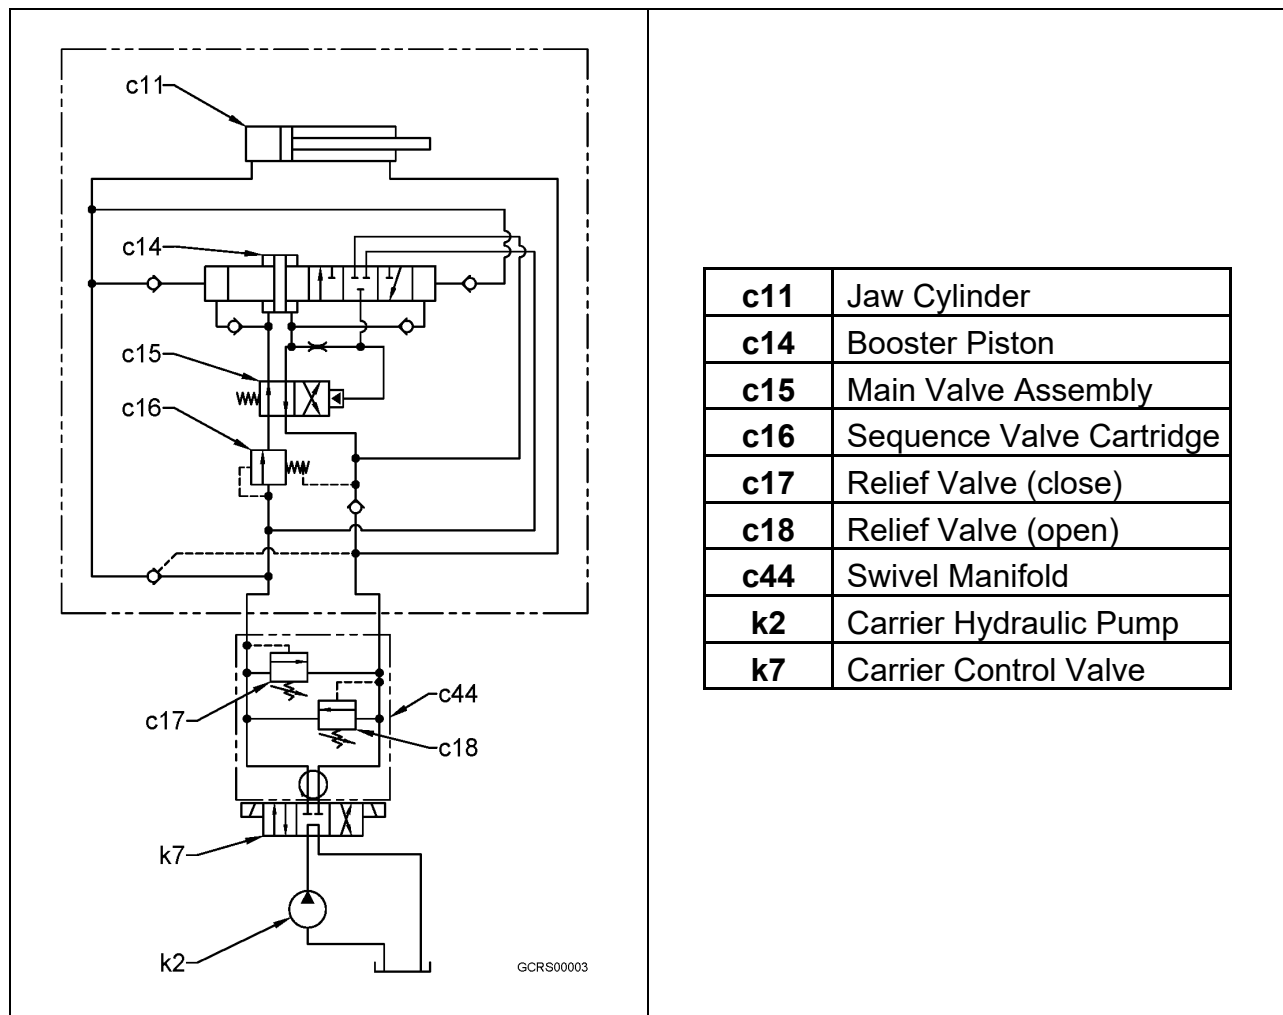 c11
c14
c15
c16
c17
c44
c18
k7
k2
GCRS00003
c11 Jaw Cylinder
c14 Booster Piston
c15 Main Valve Assembly
c16 Sequence Valve Cartridge
c17 Relief Valve (close)
c18 Relief Valve (open)
c44 Swivel Manifold
k2 Carrier Hydraulic Pump
k7 Carrier Control Valve